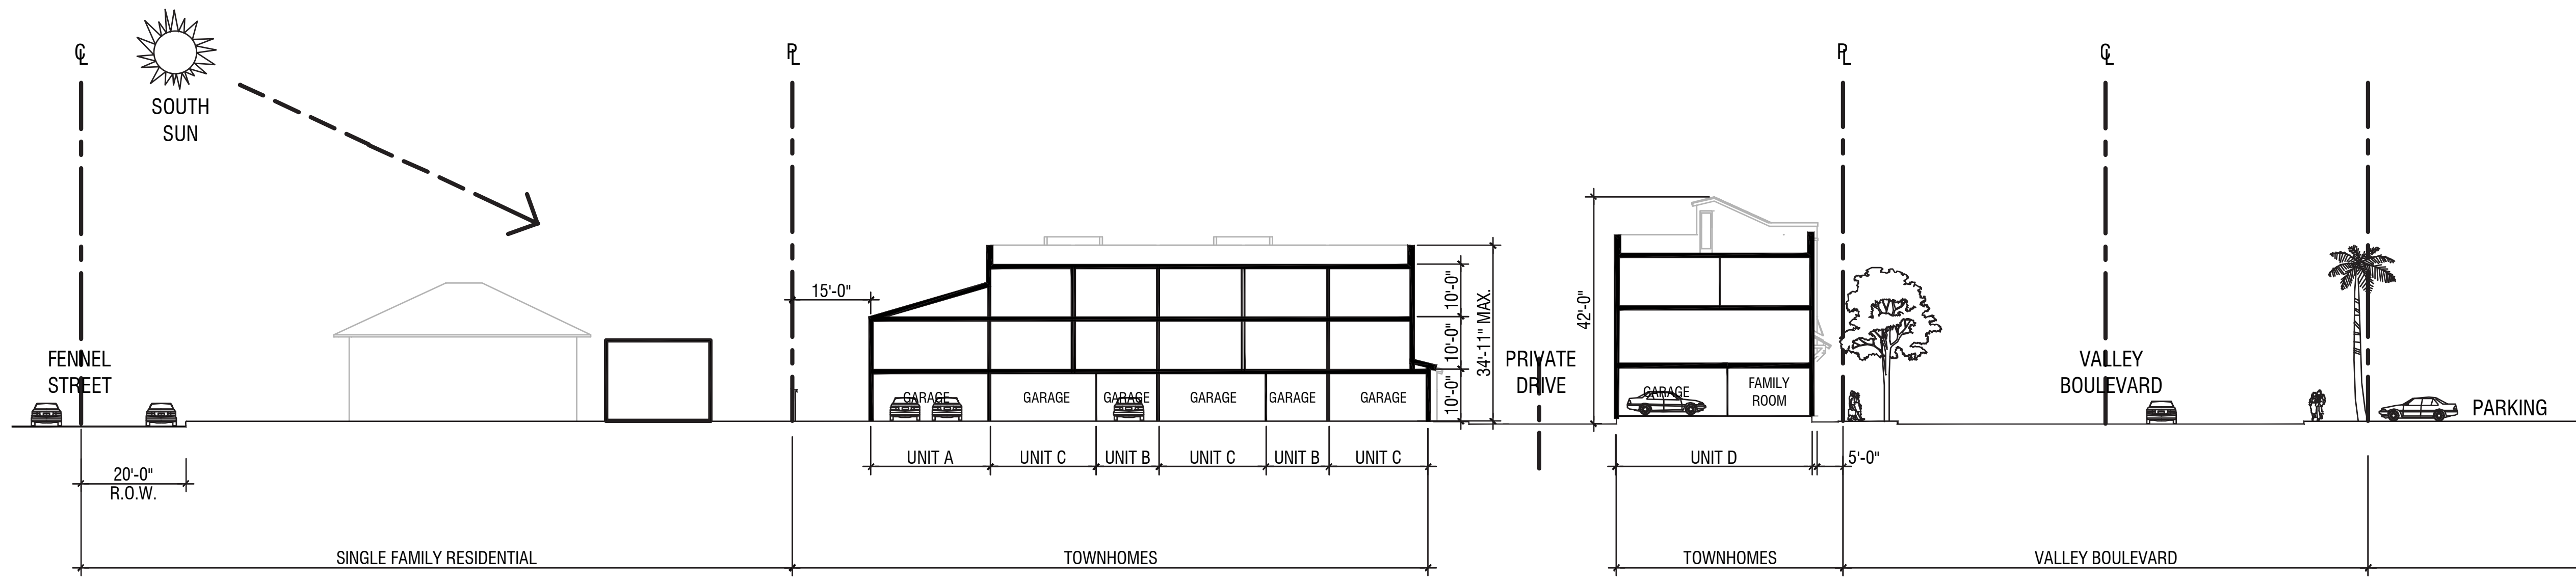 CL
PL
PL
CL
SOUTH
SUN
15'-0"
10'-0"
10'-0"
10'-0"
34'-11" MAX.
42'-0"
FENNEL
STREET
PRIVATE
DRIVE
VALLEY
BOULEVARD
GARAGE
GARAGE
GARAGE
GARAGE
GARAGE
GARAGE
GARAGE
FAMILY
ROOM
PARKING
UNIT A
UNIT C
UNIT B
UNIT C
UNIT B
UNIT C
UNIT D
5'-0"
20'-0"
R.O.W.
SINGLE FAMILY RESIDENTIAL
TOWNHOMES
TOWNHOMES
VALLEY BOULEVARD